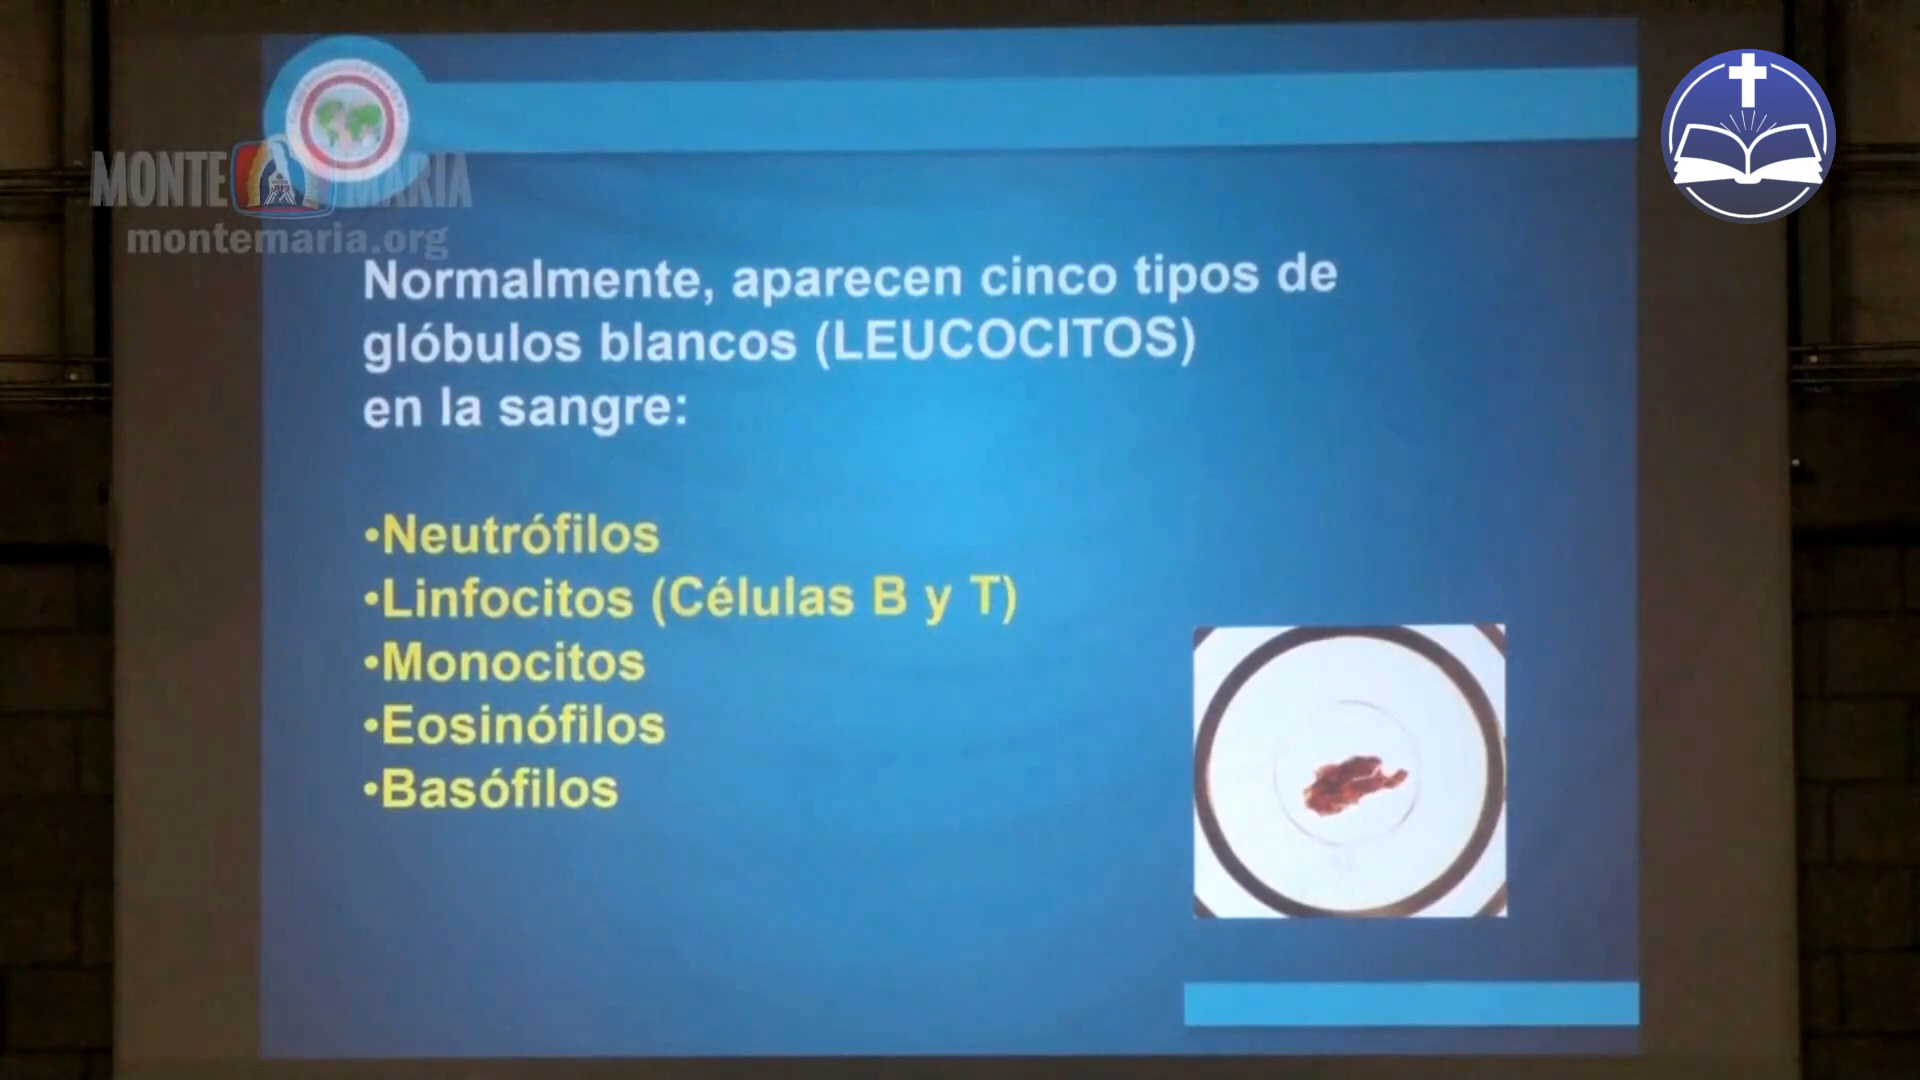 MONTE MARIA
montemaria.org
Normalmente, aparecen cinco tipos de
glóbulos blancos (LEUCOCITOS)
en la sangre:
•Neutrófilos
•Linfocitos (Células B y T)
•Monocitos
•Eosinófilos
•Basófilos